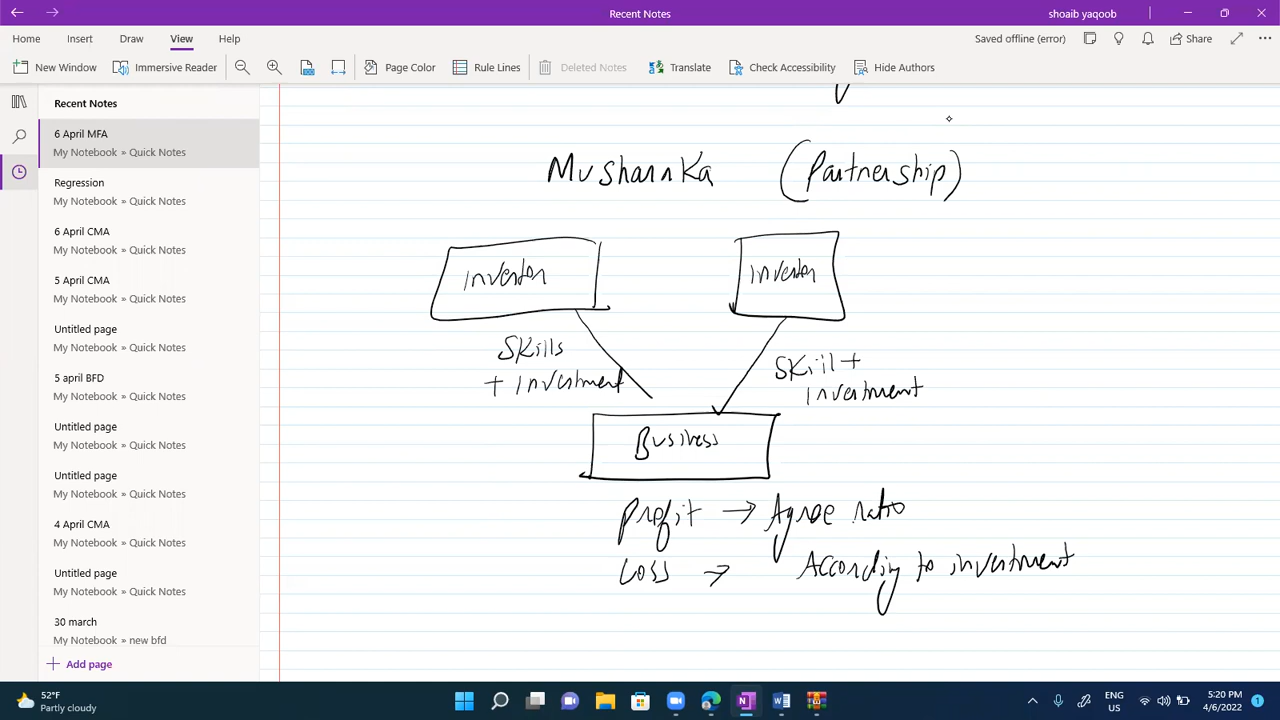 Recent Notes
shoaib yaqoob
Home Insert Draw View Help
Saved offline (error)
Share
New Window Immersive Reader Page Color Rule Lines Deleted Notes Translate Check Accessibility Hide Authors
Recent Notes
6 April MFA
My Notebook » Quick Notes
Regression
My Notebook » Quick Notes
6 April CMA
My Notebook » Quick Notes
5 April CMA
My Notebook » Quick Notes
Untitled page
My Notebook » Quick Notes
5 april BFD
My Notebook » Quick Notes
Untitled page
My Notebook » Quick Notes
Untitled page
My Notebook » Quick Notes
4 April CMA
My Notebook » Quick Notes
Untitled page
My Notebook » Quick Notes
30 march
My Notebook » new bfd
Add page
(Partnership)
Investor Investor
Skills
+ investment
Skill +
investment
Business
Profit → Agree ratio
Loss → According to investment
52°F
Partly cloudy
ENG
US
5:20 PM
4/6/2022